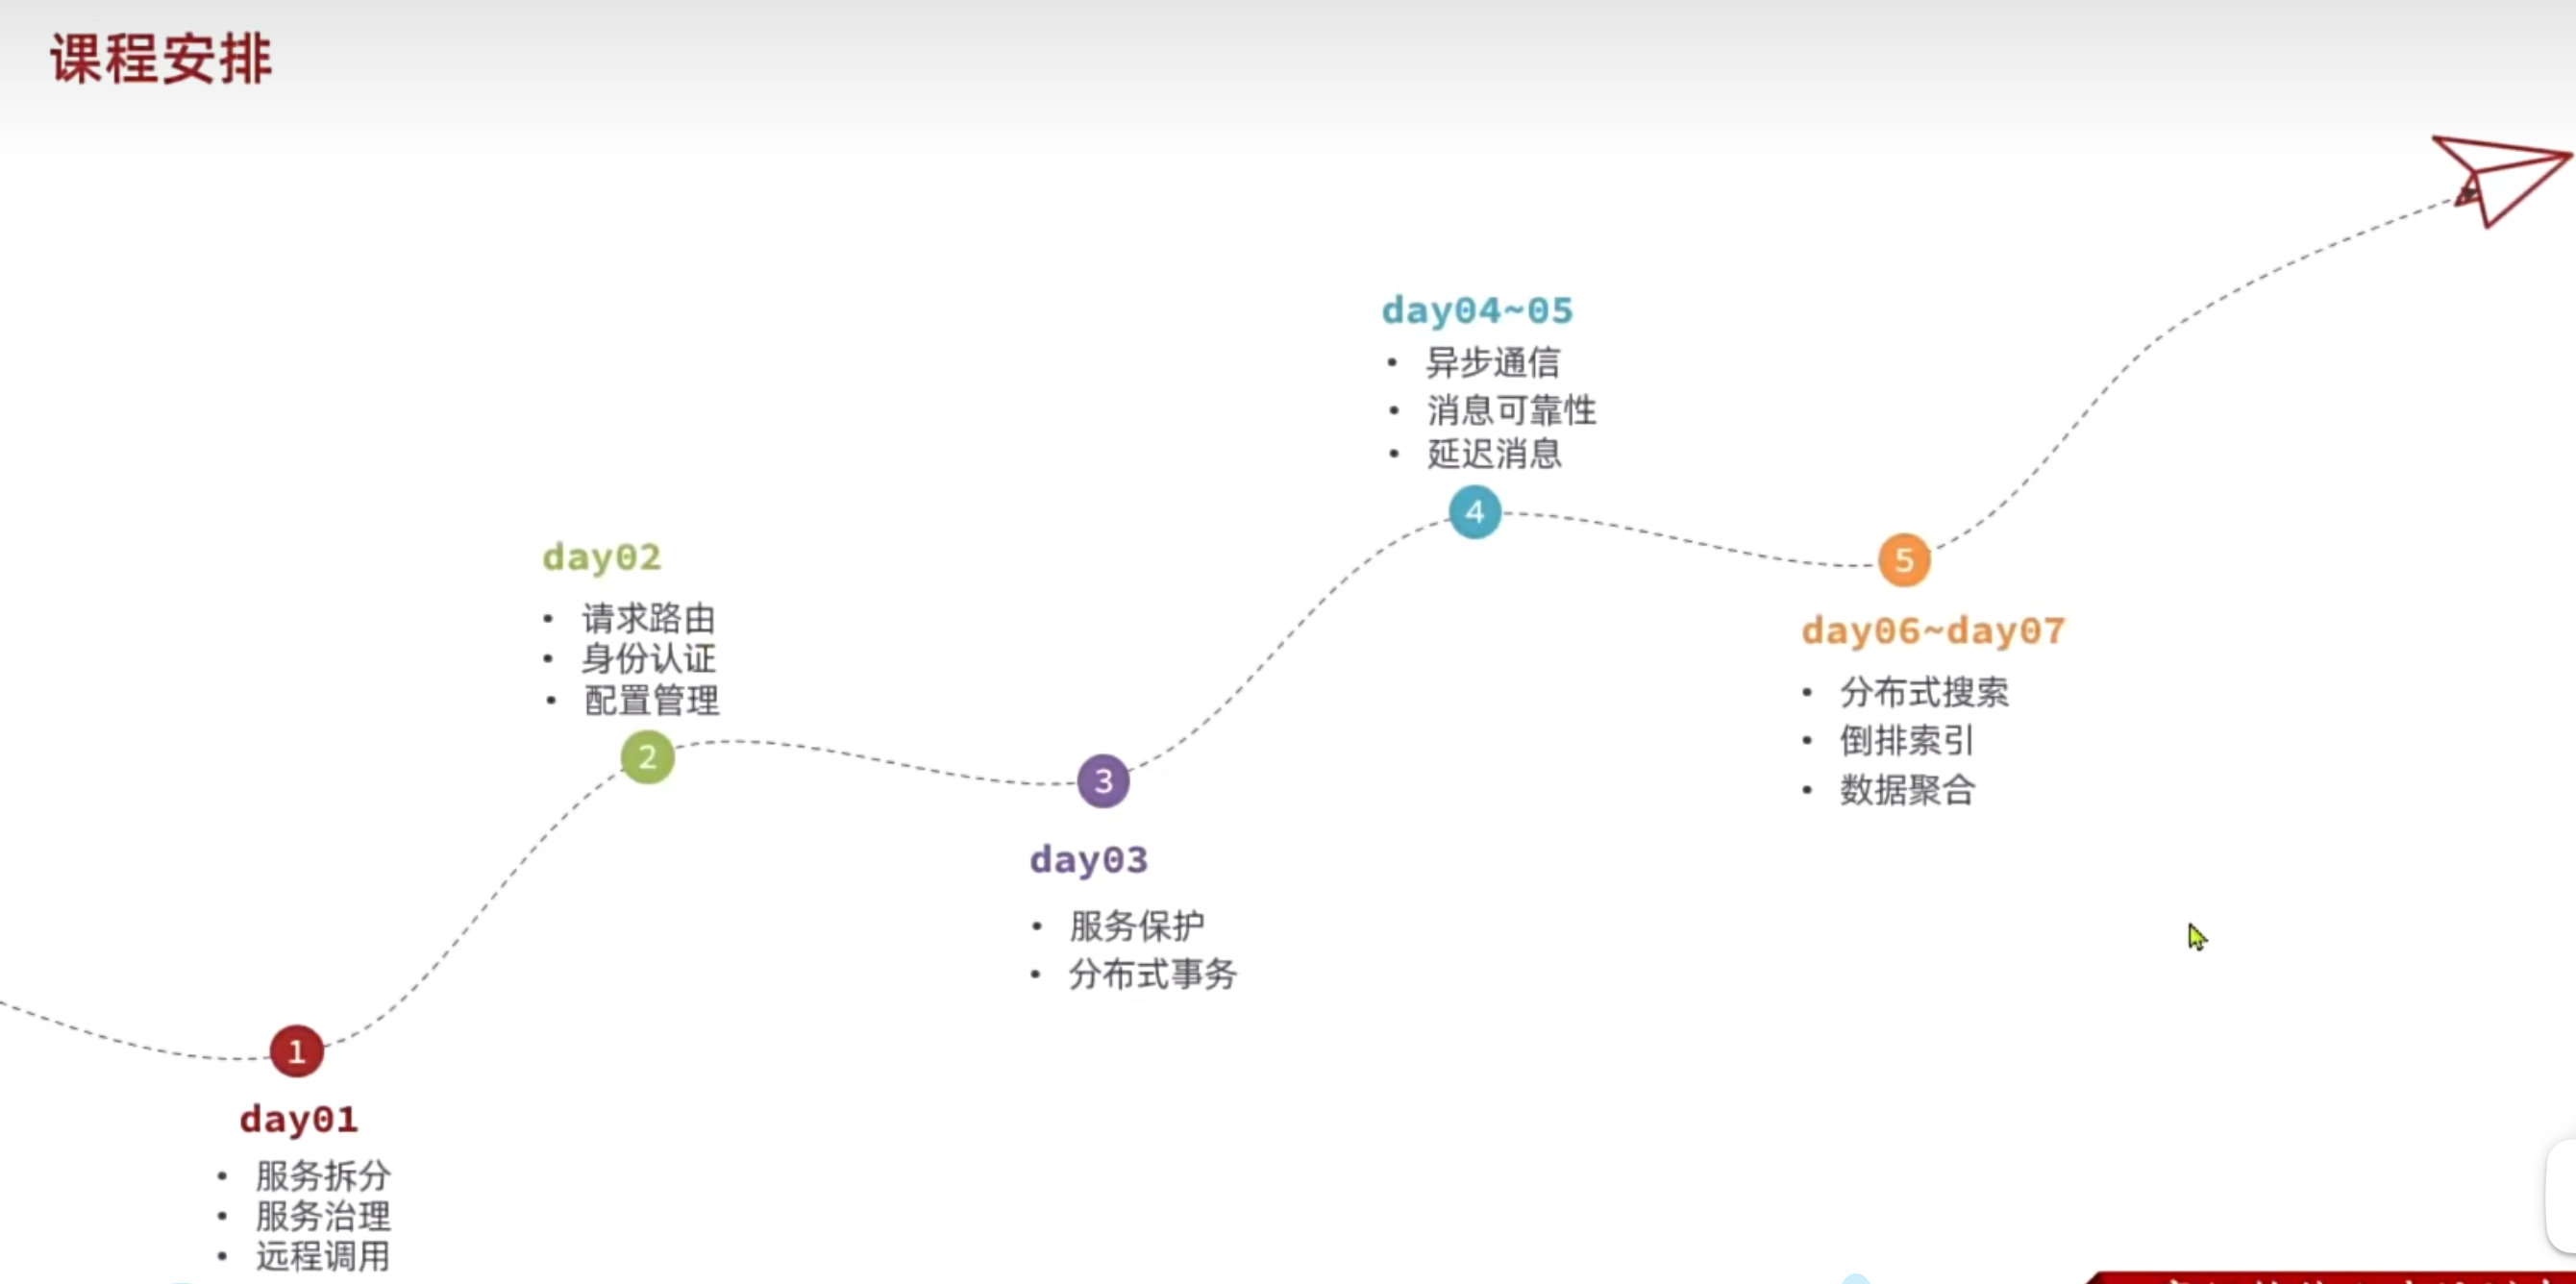 课程安排
day04~05
• 异步通信
• 消息可靠性
• 延迟消息
4
day02
• 请求路由
• 身份认证
• 配置管理
2
5
day06~day07
• 分布式搜索
• 倒排索引
• 数据聚合
3
day03
• 服务保护
• 分布式事务
1
day01
• 服务拆分
• 服务治理
• 远程调用